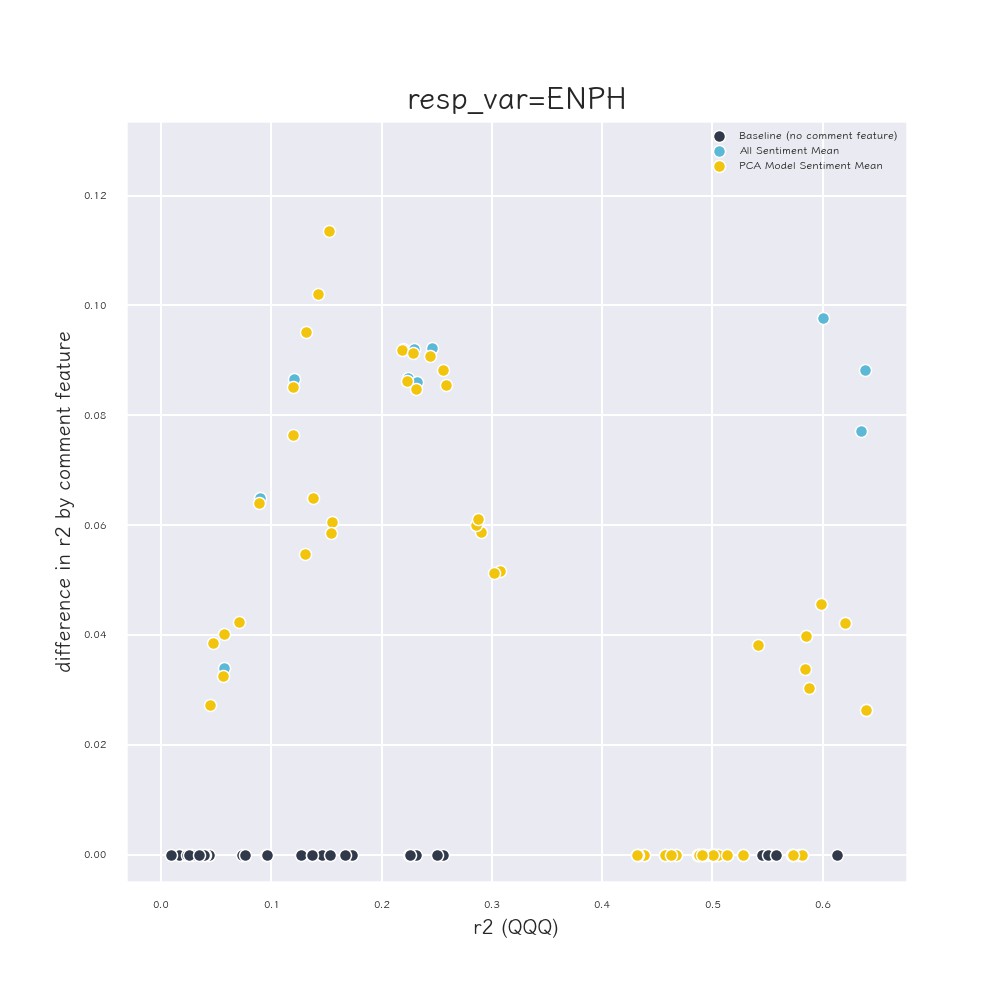 resp_var=ENPH
Baseline (no comment feature)
All Sentiment Mean
PCA Model Sentiment Mean
difference in r2 by comment feature
0.12
0.10
0.08
0.06
0.04
0.02
0.00
0.0 0.1 0.2 0.3 0.4 0.5 0.6
r2 (QQQ)